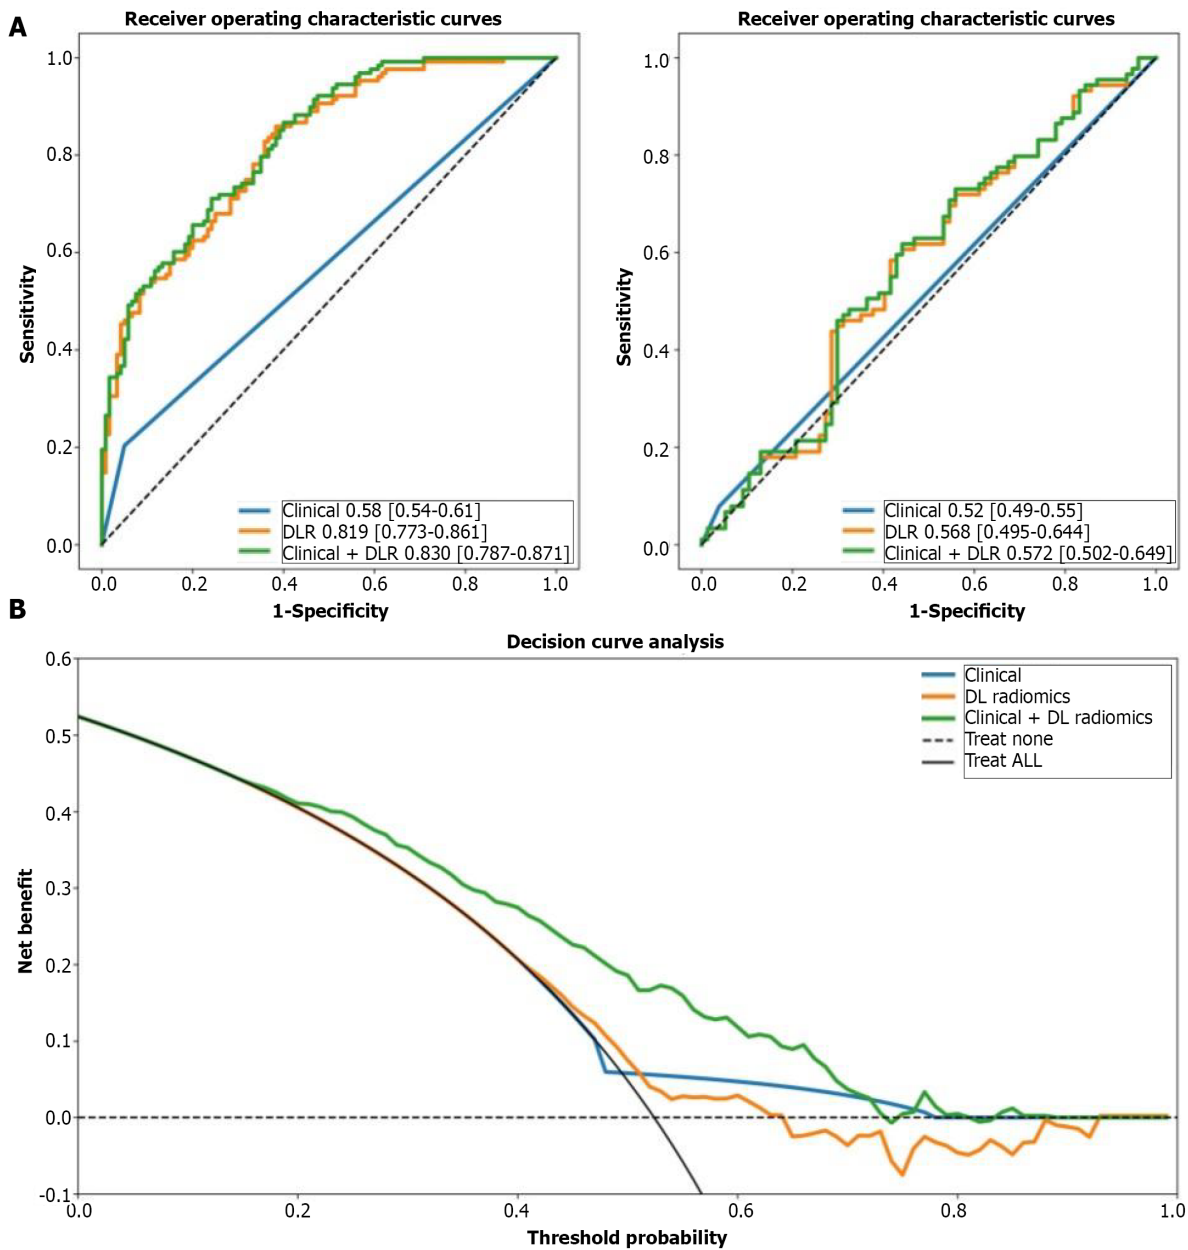 A
Receiver operating characteristic curves
1.0
0.8
0.6
0.4
0.2
0.0
Sensitivity
Clinical 0.58 [0.54-0.61]
DLR 0.819 [0.773-0.861]
Clinical + DLR 0.830 [0.787-0.871]
0.0 0.2 0.4 0.6 0.8 1.0
1-Specificity
Receiver operating characteristic curves
1.0
0.8
0.6
0.4
0.2
0.0
Sensitivity
Clinical 0.52 [0.49-0.55]
DLR 0.568 [0.495-0.644]
Clinical + DLR 0.572 [0.502-0.649]
0.0 0.2 0.4 0.6 0.8 1.0
1-Specificity
B
Decision curve analysis
0.6
0.5
0.4
0.3
0.2
0.1
0.0
-0.1
Net benefit
Clinical
DL radiomics
Clinical + DL radiomics
Treat none
Treat ALL
0.0 0.2 0.4 0.6 0.8 1.0
Threshold probability